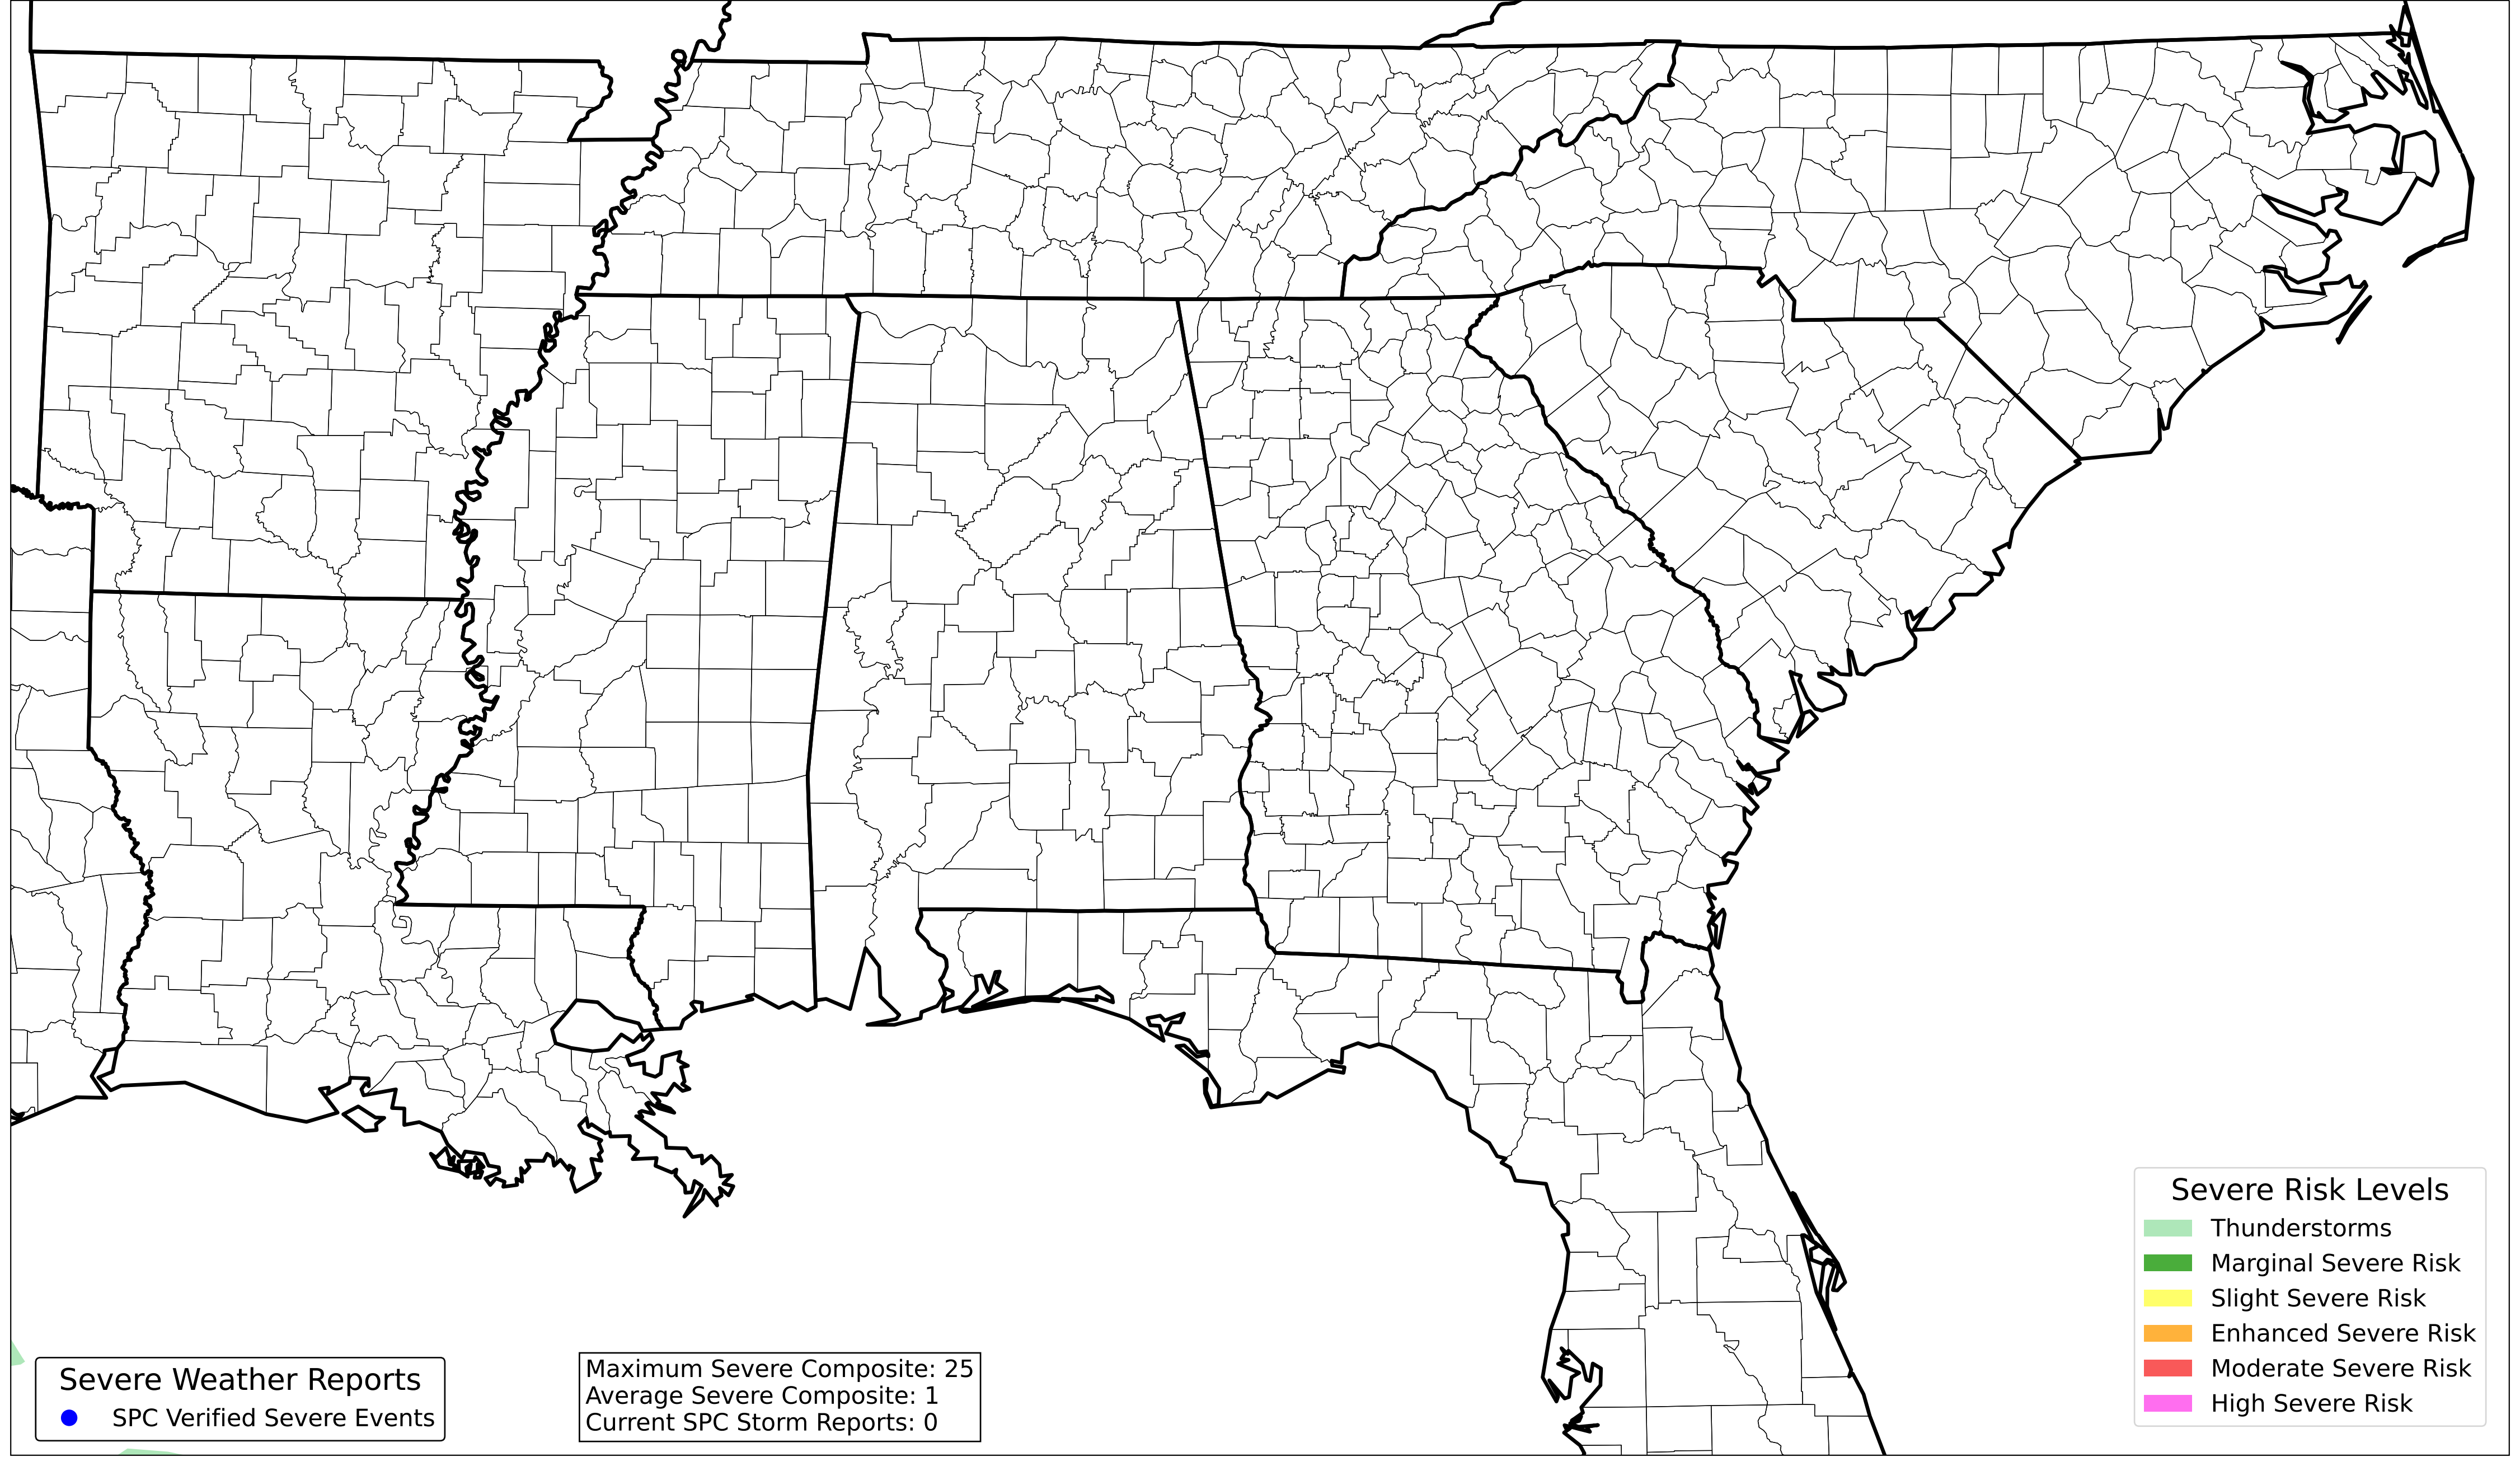 Severe Weather Reports
SPC Verified Severe Events
Maximum Severe Composite: 25
Average Severe Composite: 1
Current SPC Storm Reports: 0
Severe Risk Levels
Thunderstorms
Marginal Severe Risk
Slight Severe Risk
Enhanced Severe Risk
Moderate Severe Risk
High Severe Risk